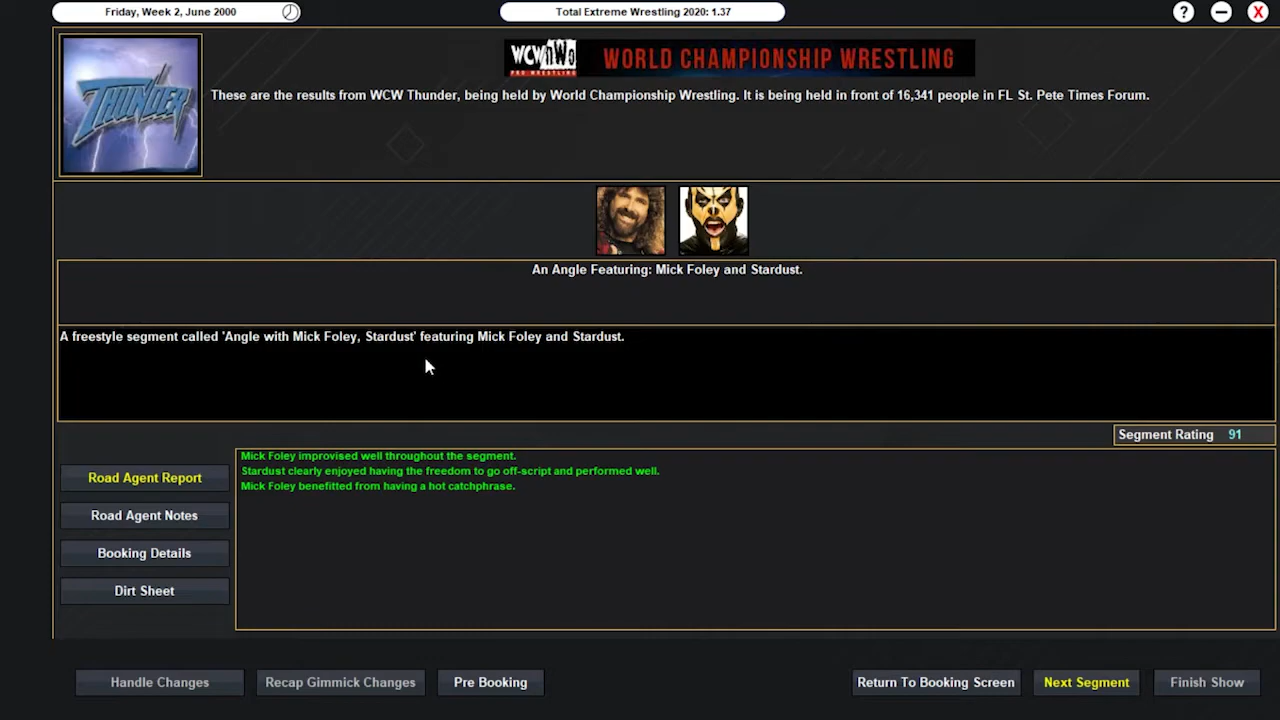 Friday, Week 2, June 2000
Total Extreme Wrestling 2020: 1.37
? – X
THUNDER
WCW nWo
PRO WRESTLING
WORLD CHAMPIONSHIP WRESTLING
These are the results from WCW Thunder, being held by World Championship Wrestling. It is being held in front of 16,341 people in FL St. Pete Times Forum.
An Angle Featuring: Mick Foley and Stardust.
A freestyle segment called 'Angle with Mick Foley, Stardust' featuring Mick Foley and Stardust.
Segment Rating 91
Road Agent Report
Road Agent Notes
Booking Details
Dirt Sheet
Mick Foley improvised well throughout the segment.
Stardust clearly enjoyed having the freedom to go off-script and performed well.
Mick Foley benefitted from having a hot catchphrase.
Handle Changes
Recap Gimmick Changes
Pre Booking
Return To Booking Screen
Next Segment
Finish Show